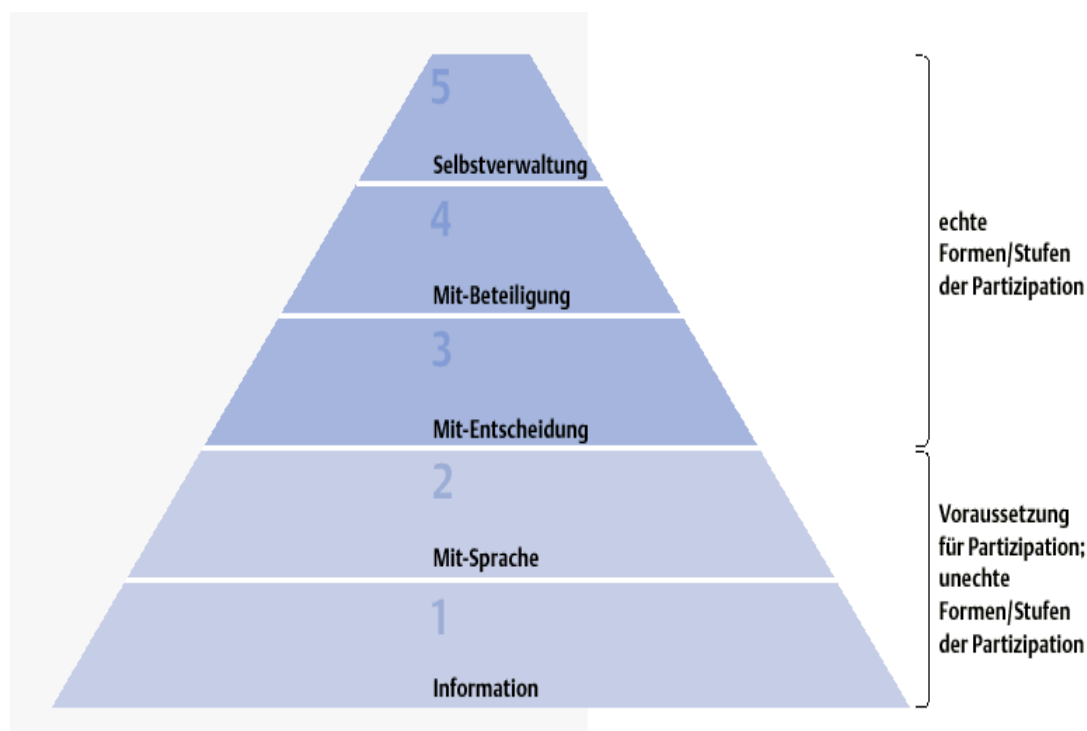 5
Selbstverwaltung
4
Mit-Beteiligung
3
Mit-Entscheidung
2
Mit-Sprache
1
Information
echte
Formen/Stufen
der Partizipation
Voraussetzung
für Partizipation;
unechte
Formen/Stufen
der Partizipation